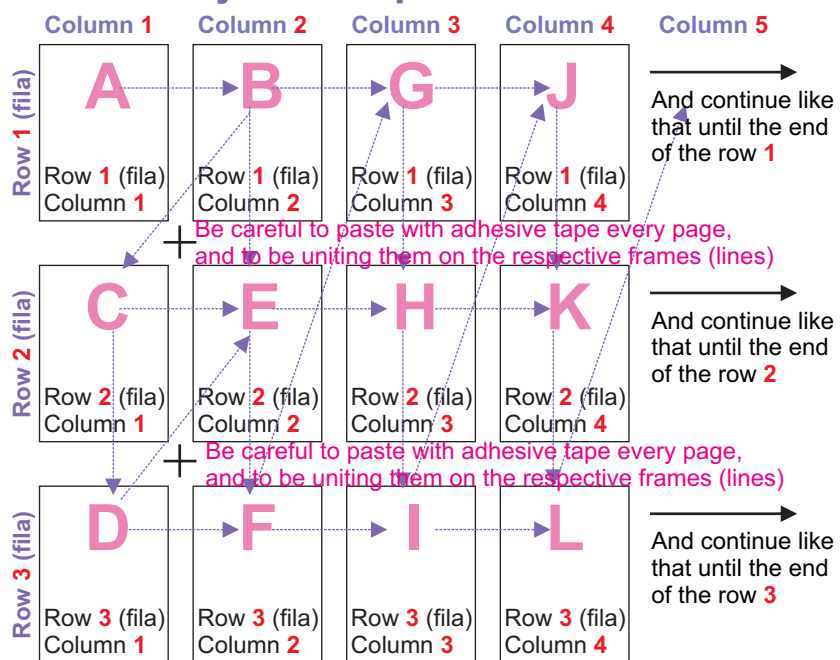 Column 1 Column 2 Column 3 Column 4 Column 5
Row 1 (fila)
A B G J
And continue like
that until the end
of the row 1
Row 1 (fila) Row 1 (fila) Row 1 (fila) Row 1 (fila)
Column 1 Column 2 Column 3 Column 4
Be careful to paste with adhesive tape every page,
and to be uniting them on the respective frames (lines)
Row 2 (fila)
C E H K
And continue like
that until the end
of the row 2
Row 2 (fila) Row 2 (fila) Row 2 (fila) Row 2 (fila)
Column 1 Column 2 Column 3 Column 4
Be careful to paste with adhesive tape every page,
and to be uniting them on the respective frames (lines)
Row 3 (fila)
D F I L
And continue like
that until the end
of the row 3
Row 3 (fila) Row 3 (fila) Row 3 (fila) Row 3 (fila)
Column 1 Column 2 Column 3 Column 4